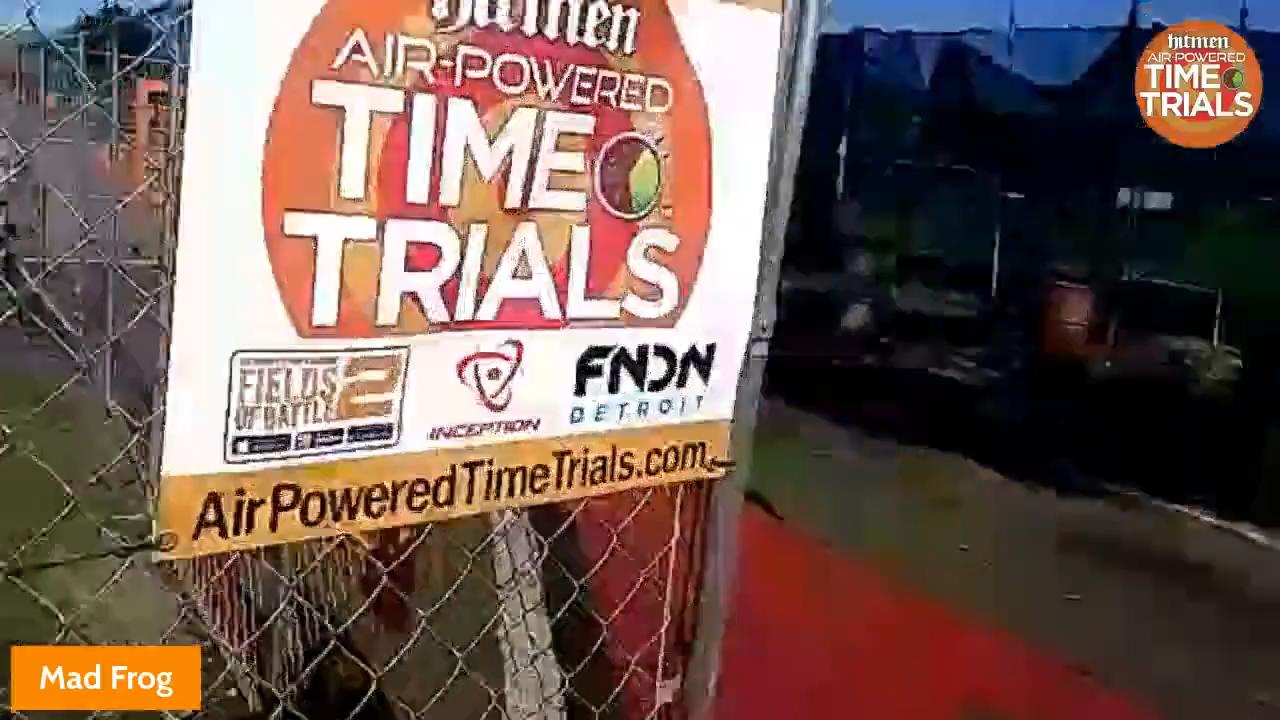 hitmen
AIR-POWERED
TIME
TRIALS
FIELDS
OF BATTLE 2
INCEPTION
FNDN
DETROIT
AirPoweredTimeTrials.com
hitmen
AIR-POWERED
TIME
TRIALS
Mad Frog